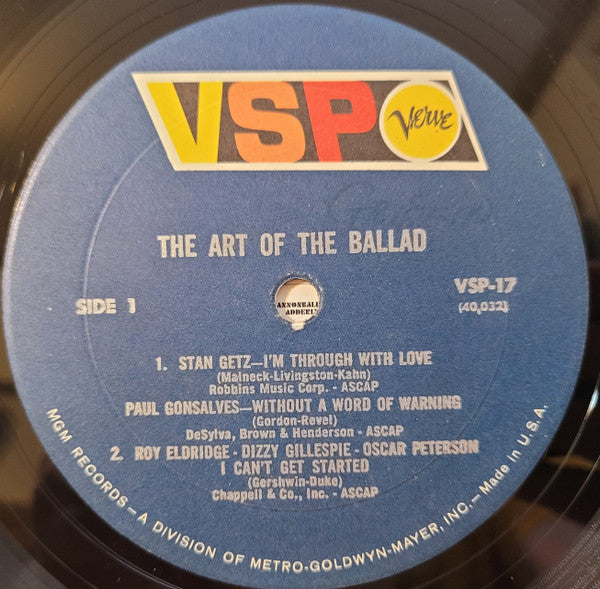 VSP Verve
THE ART OF THE BALLAD
SIDE 1
VSP-17
(40,032)
ANNONBALL
ADDERL
1. STAN GETZ—I'M THROUGH WITH LOVE
(Maineck-Livingston-Kahn)
Robbins Music Corp. - ASCAP
PAUL GONSALVES—WITHOUT A WORD OF WARNING
(Gordon-Revel)
DeSylva, Brown & Henderson - ASCAP
2. ROY ELDRIDGE - DIZZY GILLESPIE - OSCAR PETERSON
I CAN'T GET STARTED
(Gershwin-Duke)
Chappell & Co., Inc. - ASCAP
MGM RECORDS—A DIVISION OF METRO-GOLDWYN-MAYER, INC.—Made in U.S.A.